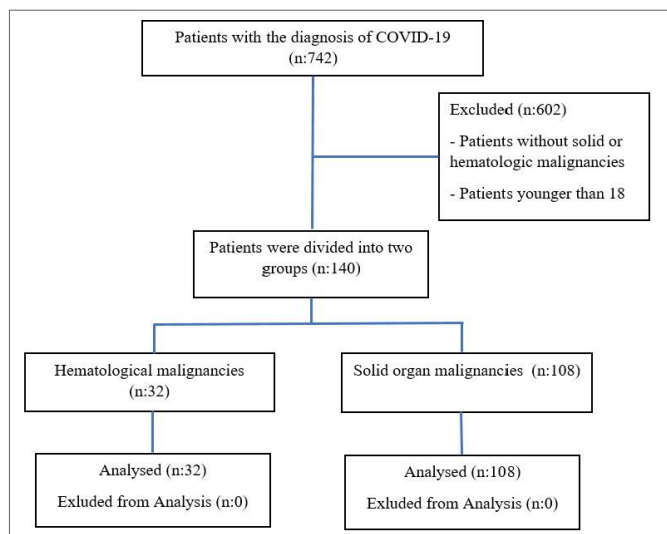 Patients with the diagnosis of COVID-19
(n:742)
Excluded (n:602)
- Patients without solid or
hematologic malignancies
- Patients younger than 18
Patients were divided into two
groups (n:140)
Hematological malignancies
(n:32)
Solid organ malignancies (n:108)
Analysed (n:32)
Exluded from Analysis (n:0)
Analysed (n:108)
Exluded from Analysis (n:0)